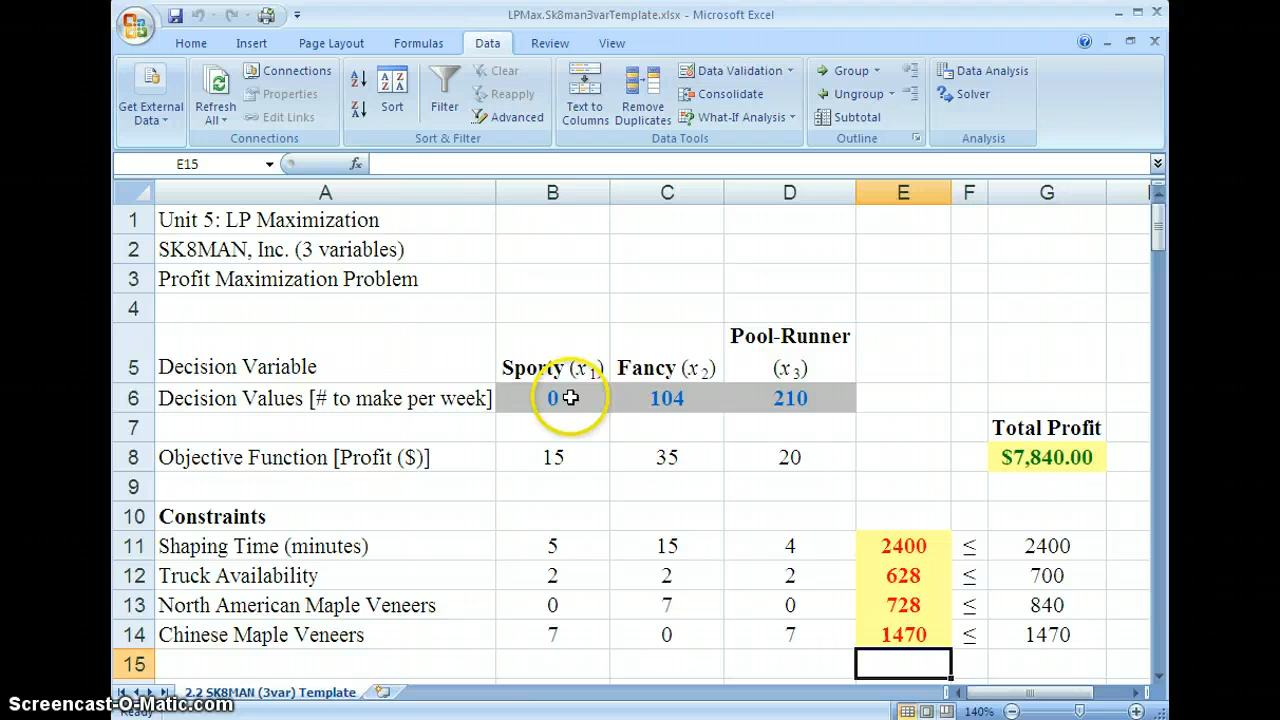 LPMax.Sk8man3varTemplate.xlsx - Microsoft Excel
Home Insert Page Layout Formulas Data Review View
Get External Data
Refresh All
Connections
Properties
Edit Links
Connections
Sort
Filter
Clear
Reapply
Advanced
Sort & Filter
Text to Columns
Remove Duplicates
Data Validation
Consolidate
What-If Analysis
Data Tools
Group
Ungroup
Subtotal
Outline
Data Analysis
Solver
Analysis
E15 fx
A B C D E F G
1 Unit 5: LP Maximization
2 SK8MAN, Inc. (3 variables)
3 Profit Maximization Problem
4
Pool-Runner
5 Decision Variable Sporty (x1) Fancy (x2) (x3)
6 Decision Values [# to make per week] 0 104 210
7 Total Profit
8 Objective Function [Profit ($)] 15 35 20 $7,840.00
9
10 Constraints
11 Shaping Time (minutes) 5 15 4 2400 ≤ 2400
12 Truck Availability 2 2 2 628 ≤ 700
13 North American Maple Veneers 0 7 0 728 ≤ 840
14 Chinese Maple Veneers 7 0 7 1470 ≤ 1470
15
2.2 SK8MAN (3var) Template
Screencast-O-Matic.com
Ready 140%